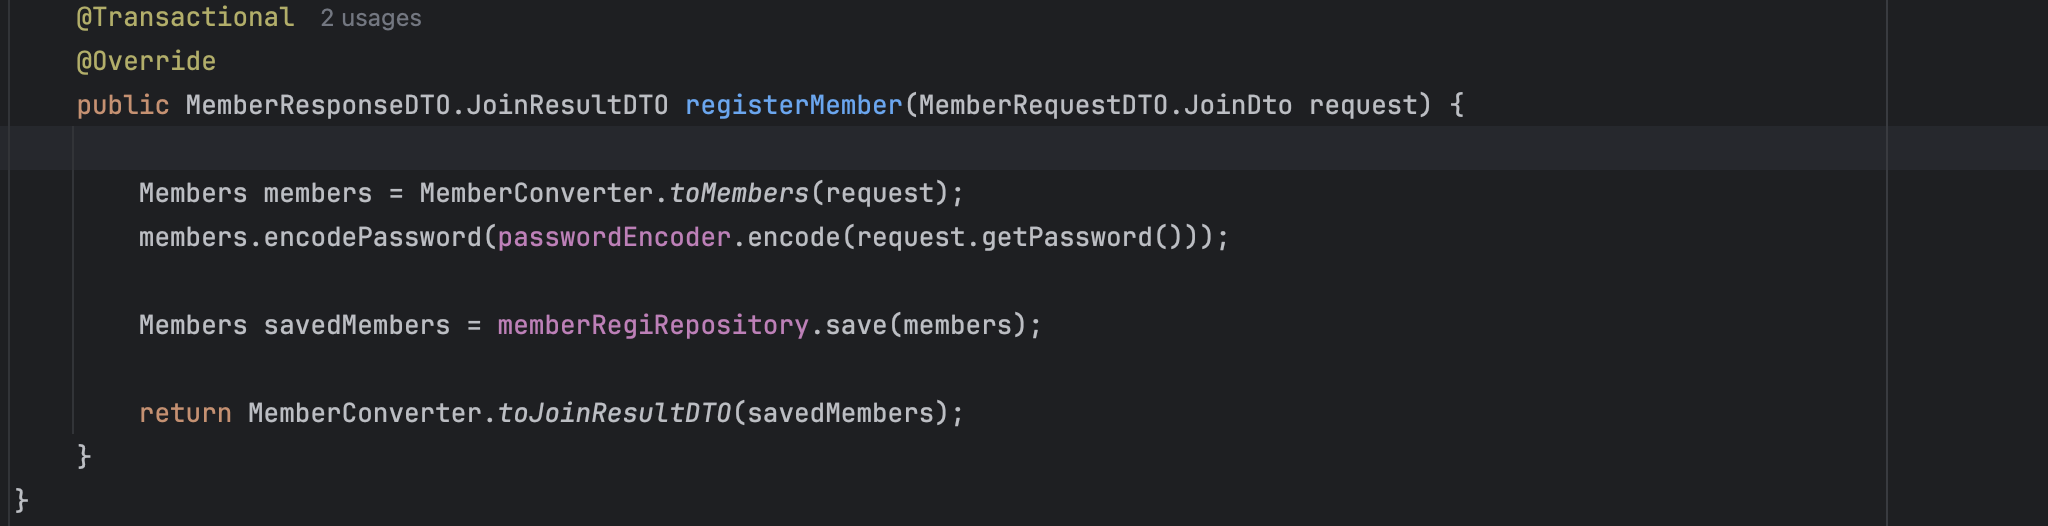 @Transactional 2 usages
@Override
public MemberResponseDTO.JoinResultDTO registerMember(MemberRequestDTO.JoinDto request) {
Members members = MemberConverter.toMembers(request);
members.encodePassword(passwordEncoder.encode(request.getPassword()));
Members savedMembers = memberRegiRepository.save(members);
return MemberConverter.toJoinResultDTO(savedMembers);
}
}